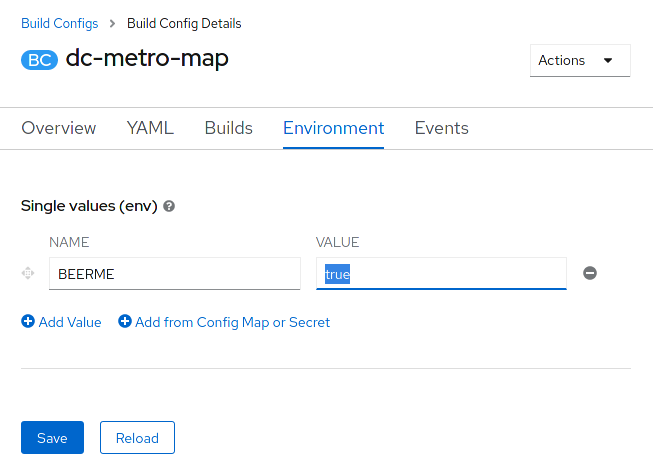 Build Configs > Build Config Details
BC dc-metro-map
Actions
Overview YAML Builds Environment Events
Single values (env)
NAME VALUE
BEERME true
Add Value Add from Config Map or Secret
Save Reload